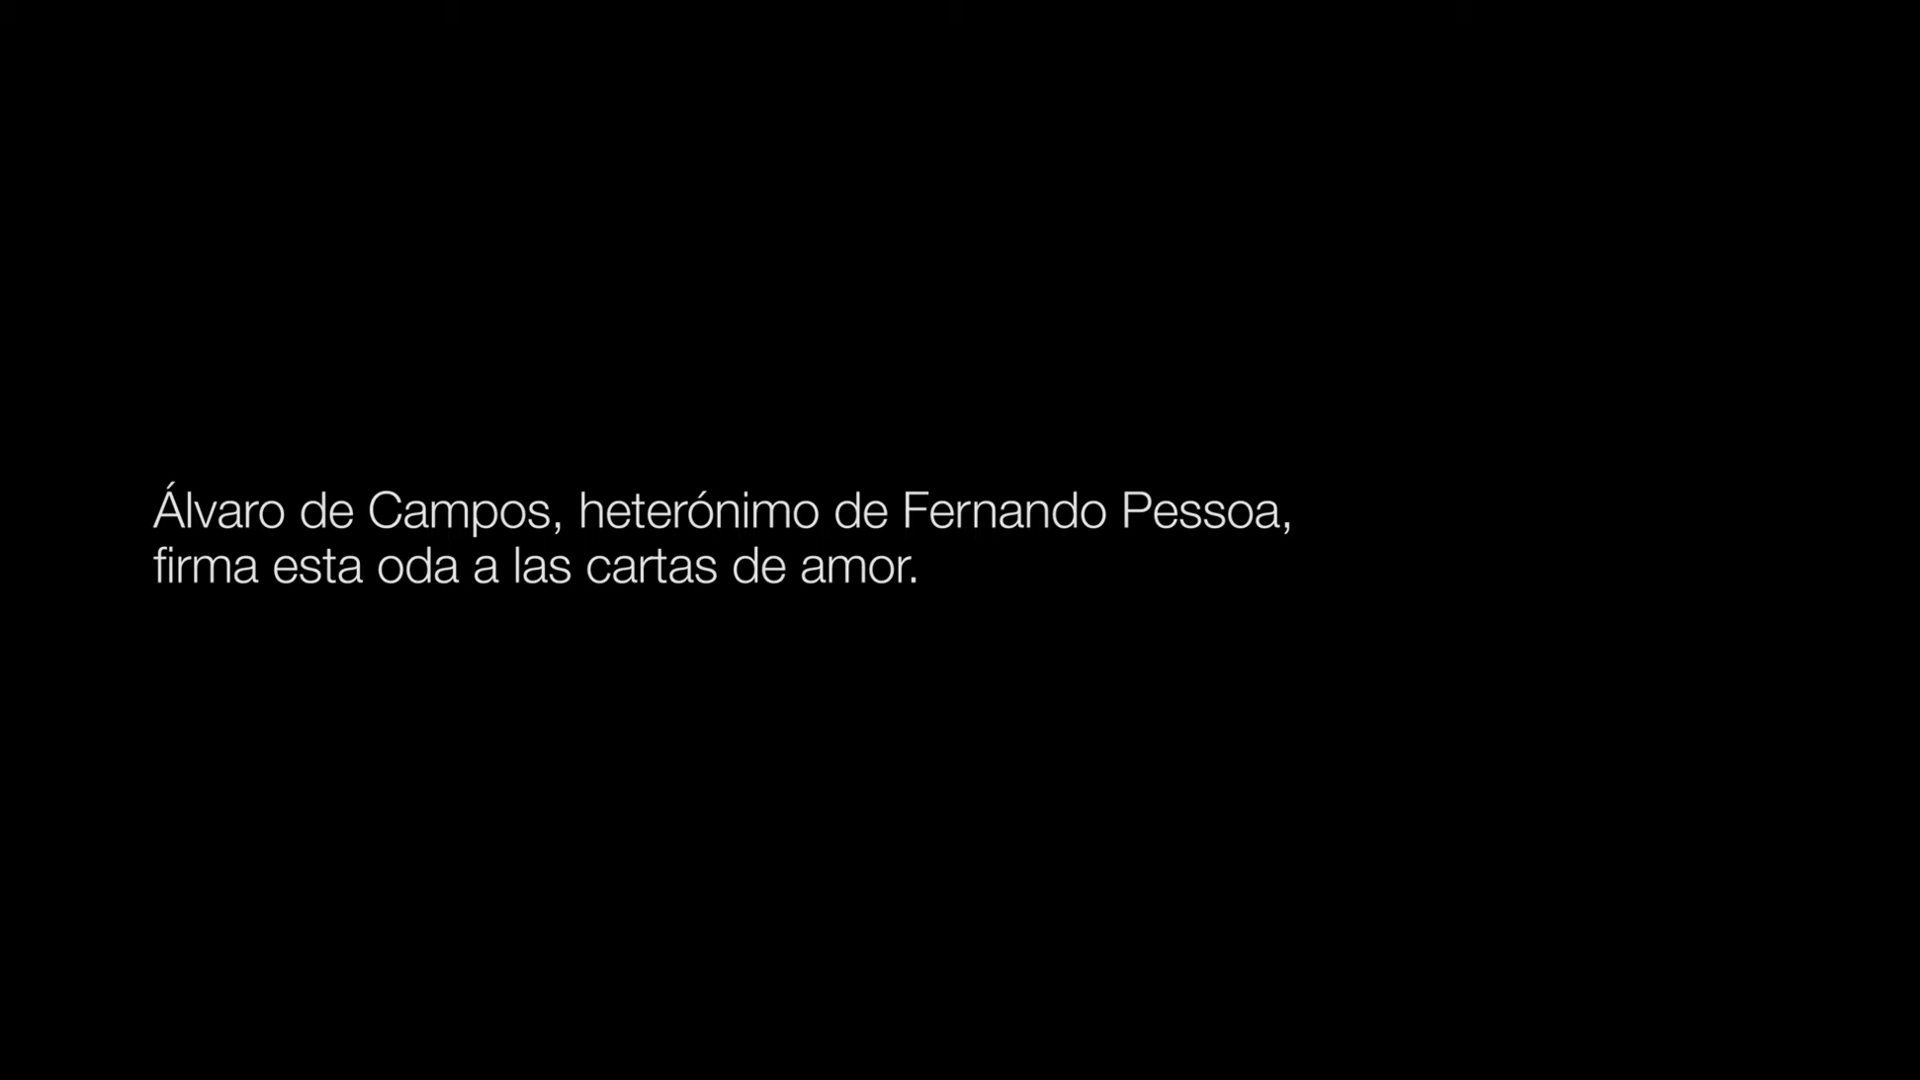 Álvaro de Campos, heterónimo de Fernando Pessoa,
firma esta oda a las cartas de amor.